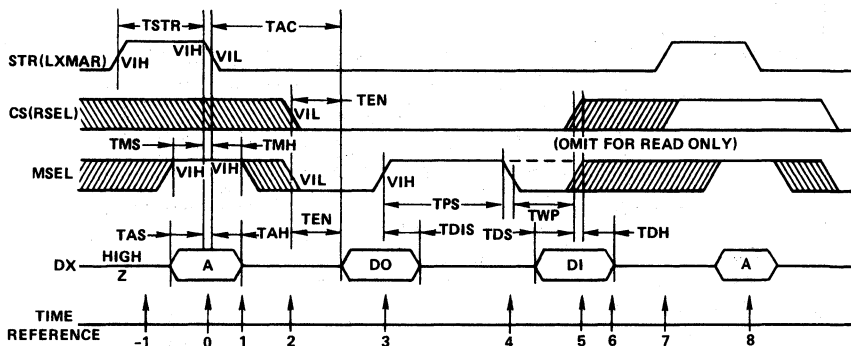 TSTR TAC
STR(LXMAR) VIH VIH VIL
TEN
CS(RSEL) VIL
TMS TMH (OMIT FOR READ ONLY)
MSEL VIH VIH VIL VIH
TEN TPS TWP
TAS TAH TDIS TDS TDH
DX HIGH Z A DO DI A
TIME REFERENCE -1 0 1 2 3 4 5 6 7 8